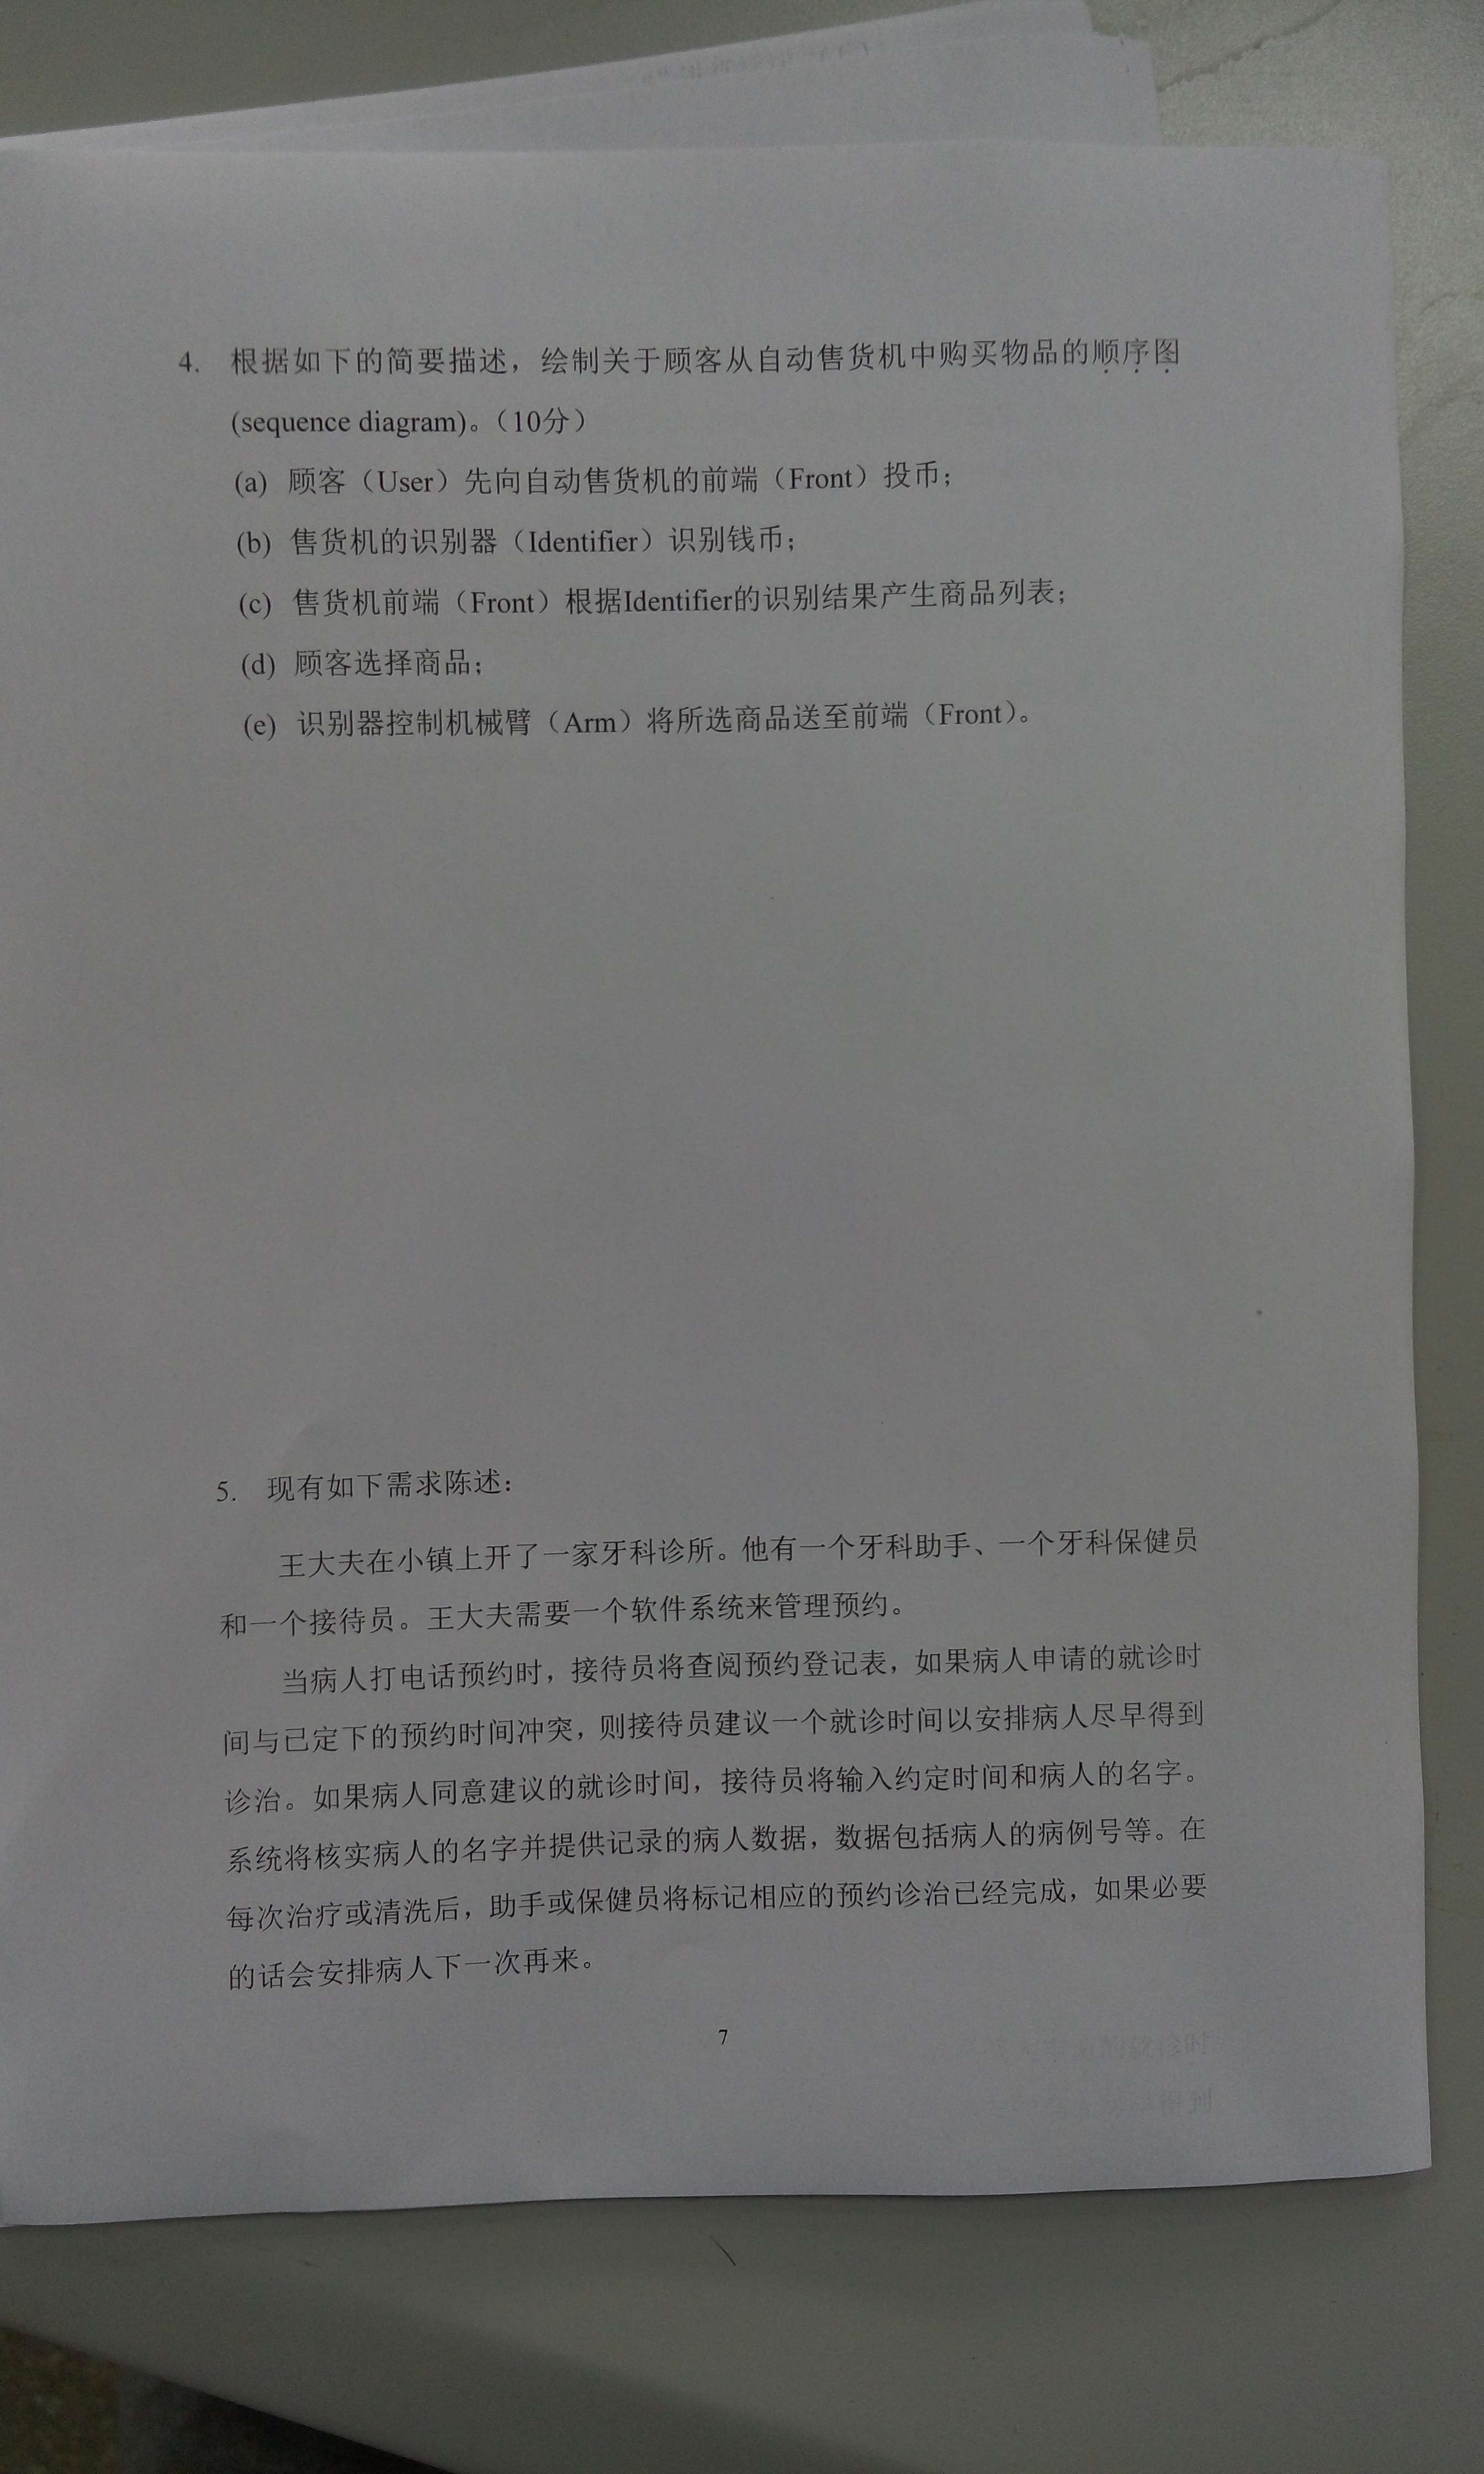 4. 根据如下的简要描述，绘制关于顾客从自动售货机中购买物品的顺序图
(sequence diagram)。（10分）
(a) 顾客（User）先向自动售货机的前端（Front）投币；
(b) 售货机的识别器（Identifier）识别钱币；
(c) 售货机前端（Front）根据Identifier的识别结果产生商品列表；
(d) 顾客选择商品；
(e) 识别器控制机械臂（Arm）将所选商品送至前端（Front）。
5. 现有如下需求陈述：
王大夫在小镇上开了一家牙科诊所。他有一个牙科助手、一个牙科保健员
和一个接待员。王大夫需要一个软件系统来管理预约。
当病人打电话预约时，接待员将查阅预约登记表，如果病人申请的就诊时
间与已定下的预约时间冲突，则接待员建议一个就诊时间以安排病人尽早得到
诊治。如果病人同意建议的就诊时间，接待员将输入约定时间和病人的名字。
系统将核实病人的名字并提供记录的病人数据，数据包括病人的病例号等。在
每次治疗或清洗后，助手或保健员将标记相应的预约诊治已经完成，如果必要
的话会安排病人下一次再来。
7